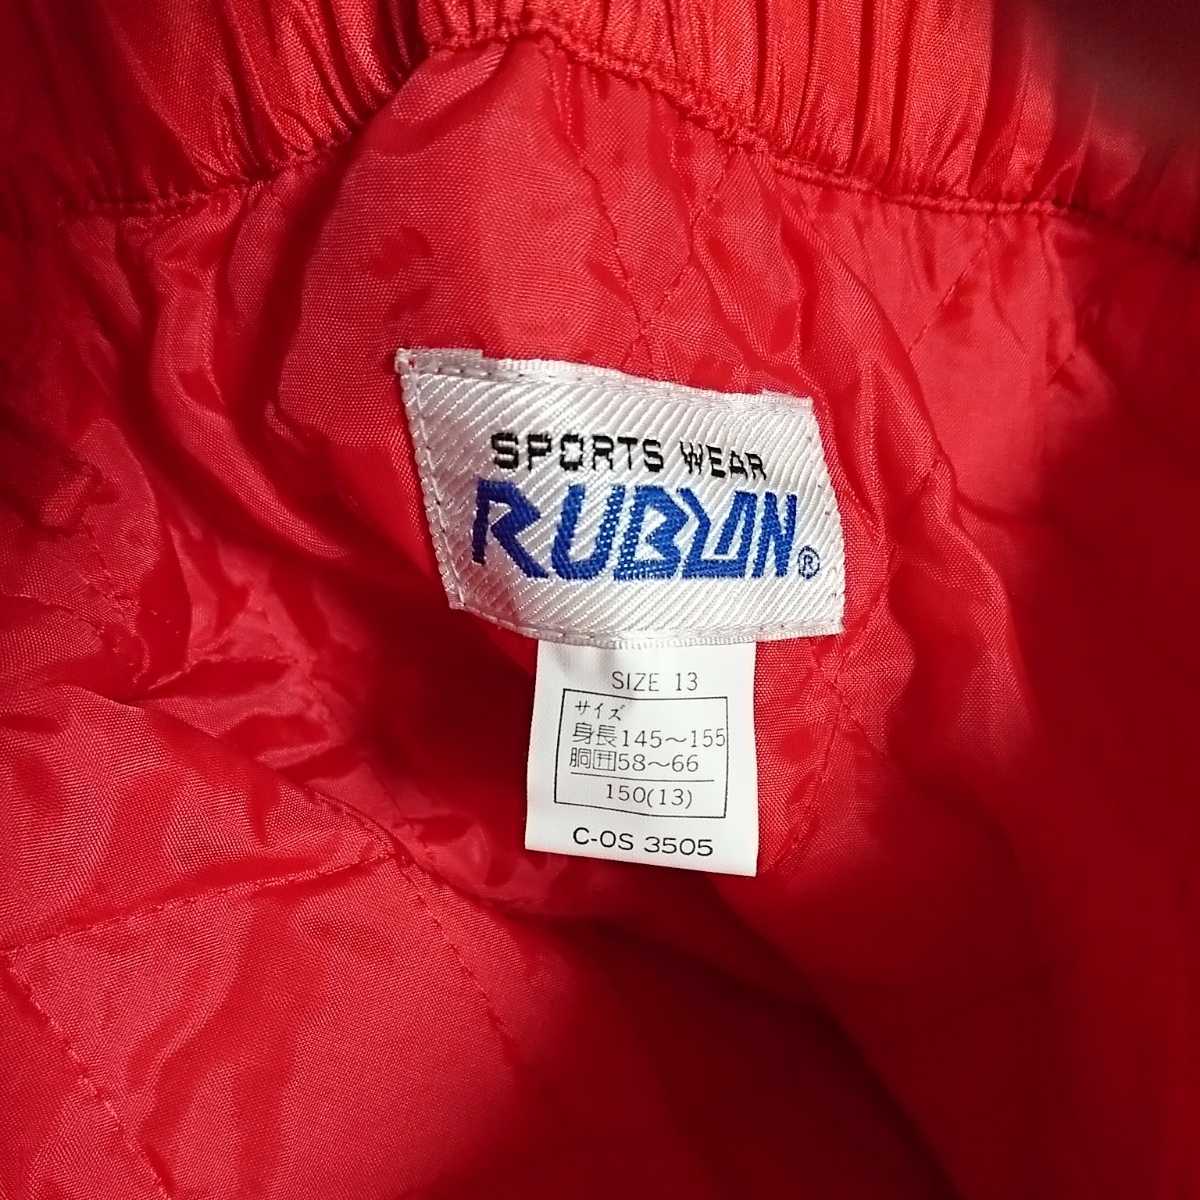 SPORTS WEAR
RUBYAN®
SIZE 13
サイズ
身長145～155
胴囲58～66
150(13)
C-OS 3505